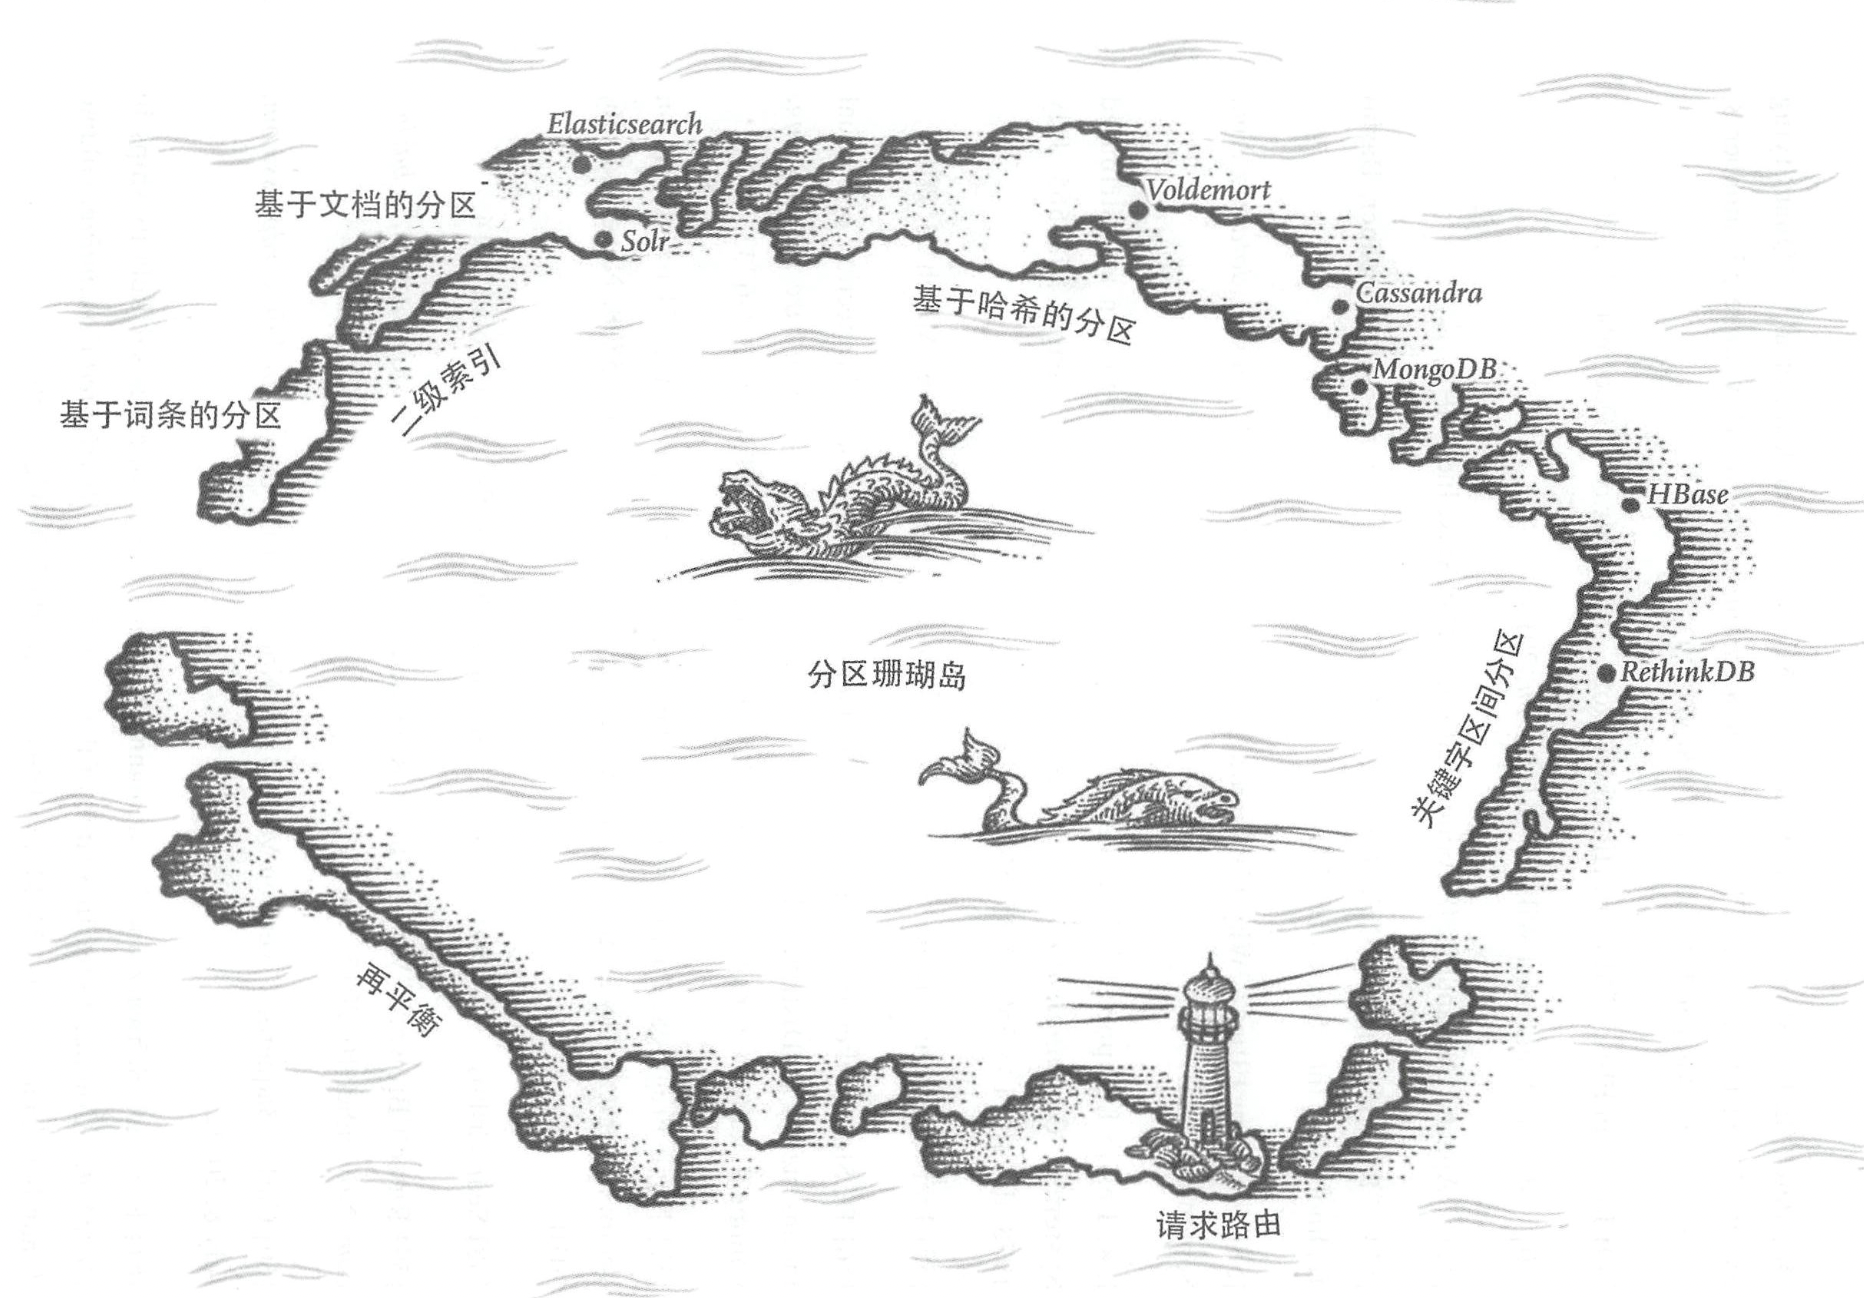 Elasticsearch
Voldemort
基于文档的分区
Solr
Cassandra
基于哈希的分区
MongoDB
二级索引
基于词条的分区
HBase
分区珊瑚岛
RethinkDB
关键字区间分区
再平衡
请求路由